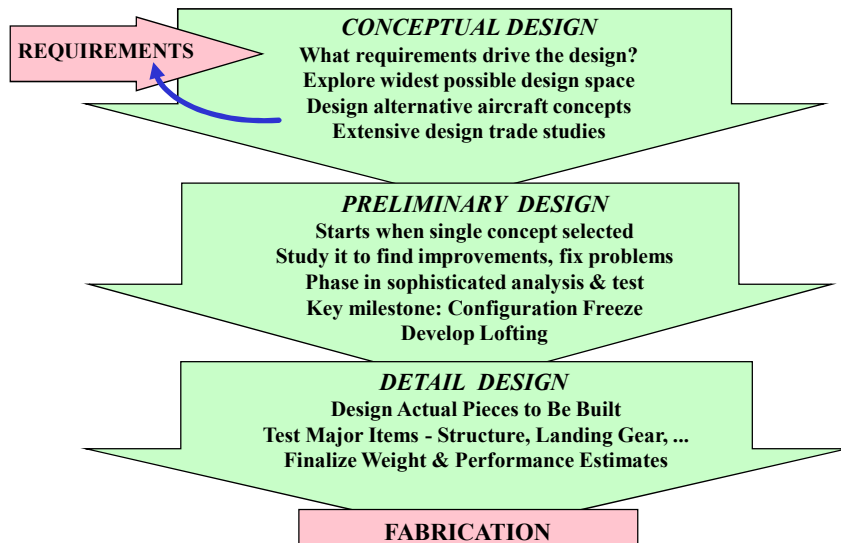 CONCEPTUAL DESIGN
REQUIREMENTS
What requirements drive the design?
Explore widest possible design space
Design alternative aircraft concepts
Extensive design trade studies
PRELIMINARY DESIGN
Starts when single concept selected
Study it to find improvements, fix problems
Phase in sophisticated analysis & test
Key milestone: Configuration Freeze
Develop Lofting
DETAIL DESIGN
Design Actual Pieces to Be Built
Test Major Items - Structure, Landing Gear, ...
Finalize Weight & Performance Estimates
FABRICATION